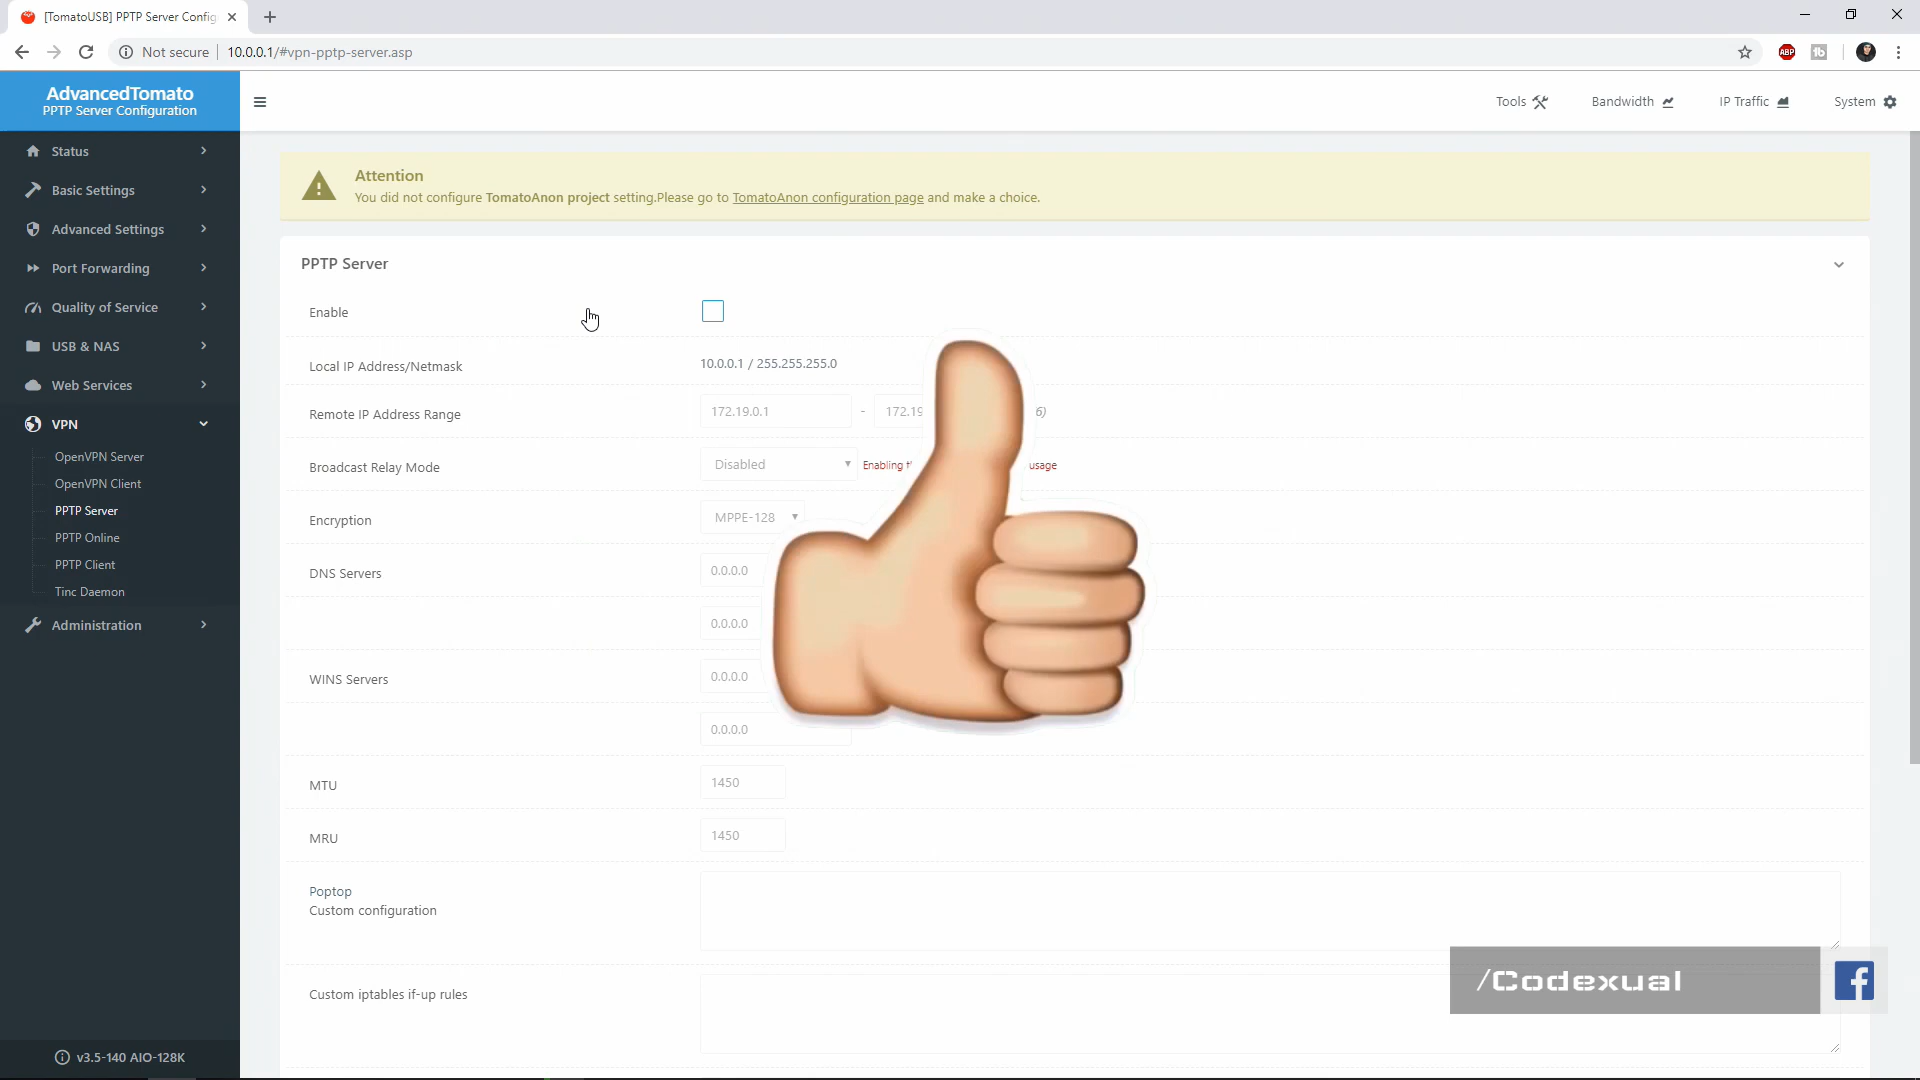 [TomatoUSB] PPTP Server Config
Not secure
10.0.0.1/#vpn-pptp-server.asp
ABP
AdvancedTomato
PPTP Server Configuration
Tools
Bandwidth
IP Traffic
System
Status
Basic Settings
Advanced Settings
Port Forwarding
Quality of Service
USB & NAS
Web Services
VPN
OpenVPN Server
OpenVPN Client
PPTP Server
PPTP Online
PPTP Client
Tinc Daemon
Administration
v3.5-140 AIO-128K
Attention
You did not configure TomatoAnon project setting.Please go to TomatoAnon configuration page and make a choice.
PPTP Server
Enable
Local IP Address/Netmask
10.0.0.1 / 255.255.255.0
Remote IP Address Range
172.19.0.1 - 172.19 6)
Broadcast Relay Mode
Disabled
Enabling usage
Encryption
MPPE-128
DNS Servers
0.0.0.0
0.0.0.0
WINS Servers
0.0.0.0
0.0.0.0
MTU
1450
MRU
1450
Poptop
Custom configuration
Custom iptables if-up rules
/Codexual